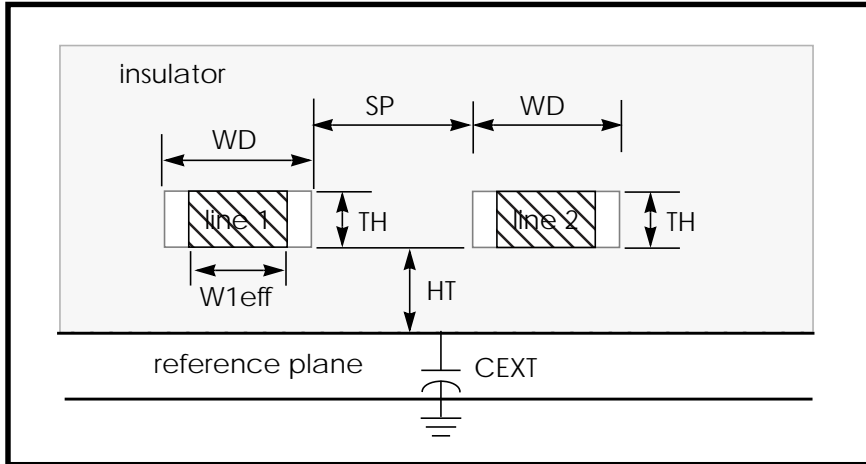 insulator
SP
WD
WD
line 1
TH
line 2
TH
W1eff
HT
reference plane
CEXT